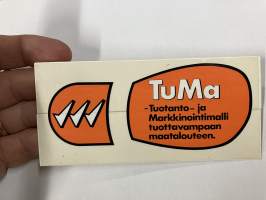 TuMa
-Tuotanto- ja
Markkinointimalli
tuottavampaan
maatalouteen.